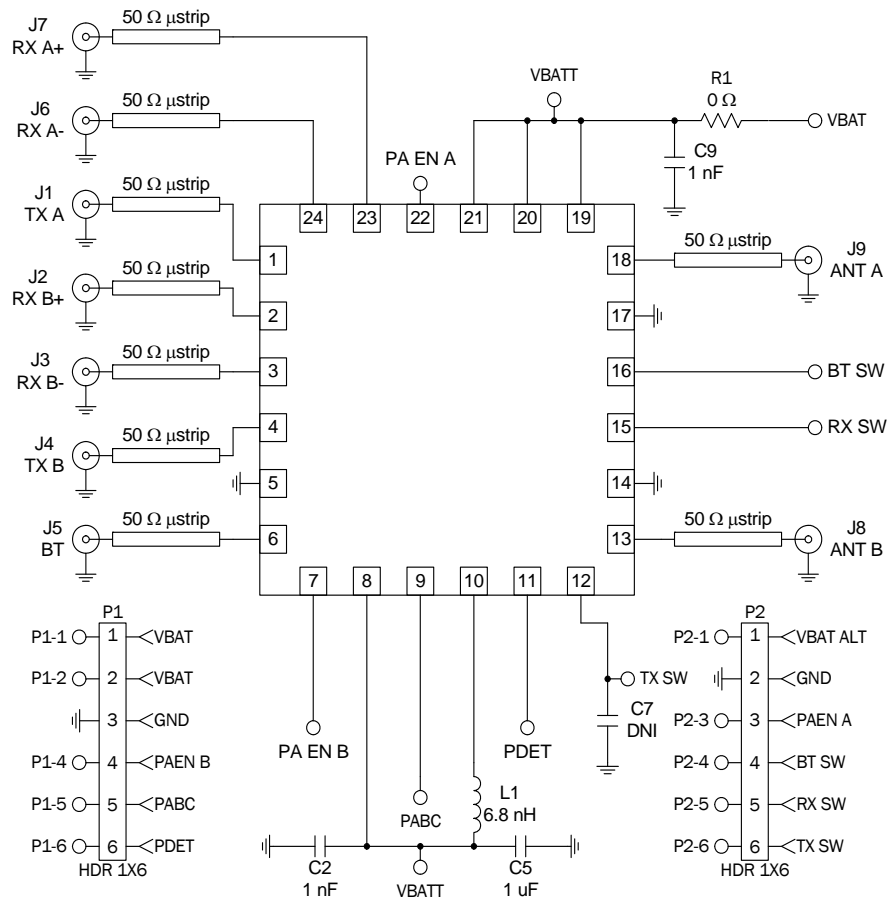 J7
RX A+
50 Ω µstrip
J6
RX A-
50 Ω µstrip
J1
TX A
50 Ω µstrip
J2
RX B+
50 Ω µstrip
J3
RX B-
50 Ω µstrip
J4
TX B
50 Ω µstrip
J5
BT
50 Ω µstrip
PA EN A
VBATT
R1
0 Ω
VBAT
C9
1 nF
24
23
22
21
20
19
1
2
3
4
5
6
18
17
16
15
14
13
50 Ω µstrip
J9
ANT A
BT SW
RX SW
50 Ω µstrip
J8
ANT B
7
8
9
10
11
12
PA EN B
PABC
PDET
TX SW
C7
DNI
L1
6.8 nH
C2
1 nF
VBATT
C5
1 uF
P1
P1-1
1
VBAT
P1-2
2
VBAT
3
GND
P1-4
4
PAEN B
P1-5
5
PABC
P1-6
6
PDET
HDR 1X6
P2
P2-1
1
VBAT ALT
2
GND
P2-3
3
PAEN A
P2-4
4
BT SW
P2-5
5
RX SW
P2-6
6
TX SW
HDR 1X6